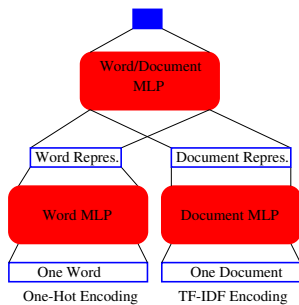 Word/Document
MLP
Word Repres.
Document Repres.
Word MLP
Document MLP
One Word
One Document
One-Hot Encoding
TF-IDF Encoding